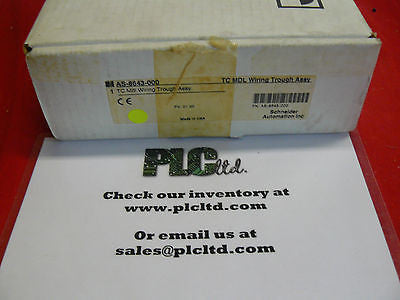 AS-8643-000
TC MDL Wiring Trough Assy
1 TC Mdl Wiring Trough Assy
CE
Made in USA
Schneider
Automation Inc
PLC ltd.
Check our inventory at
www.plcltd.com
Or email us at
sales@plcltd.com